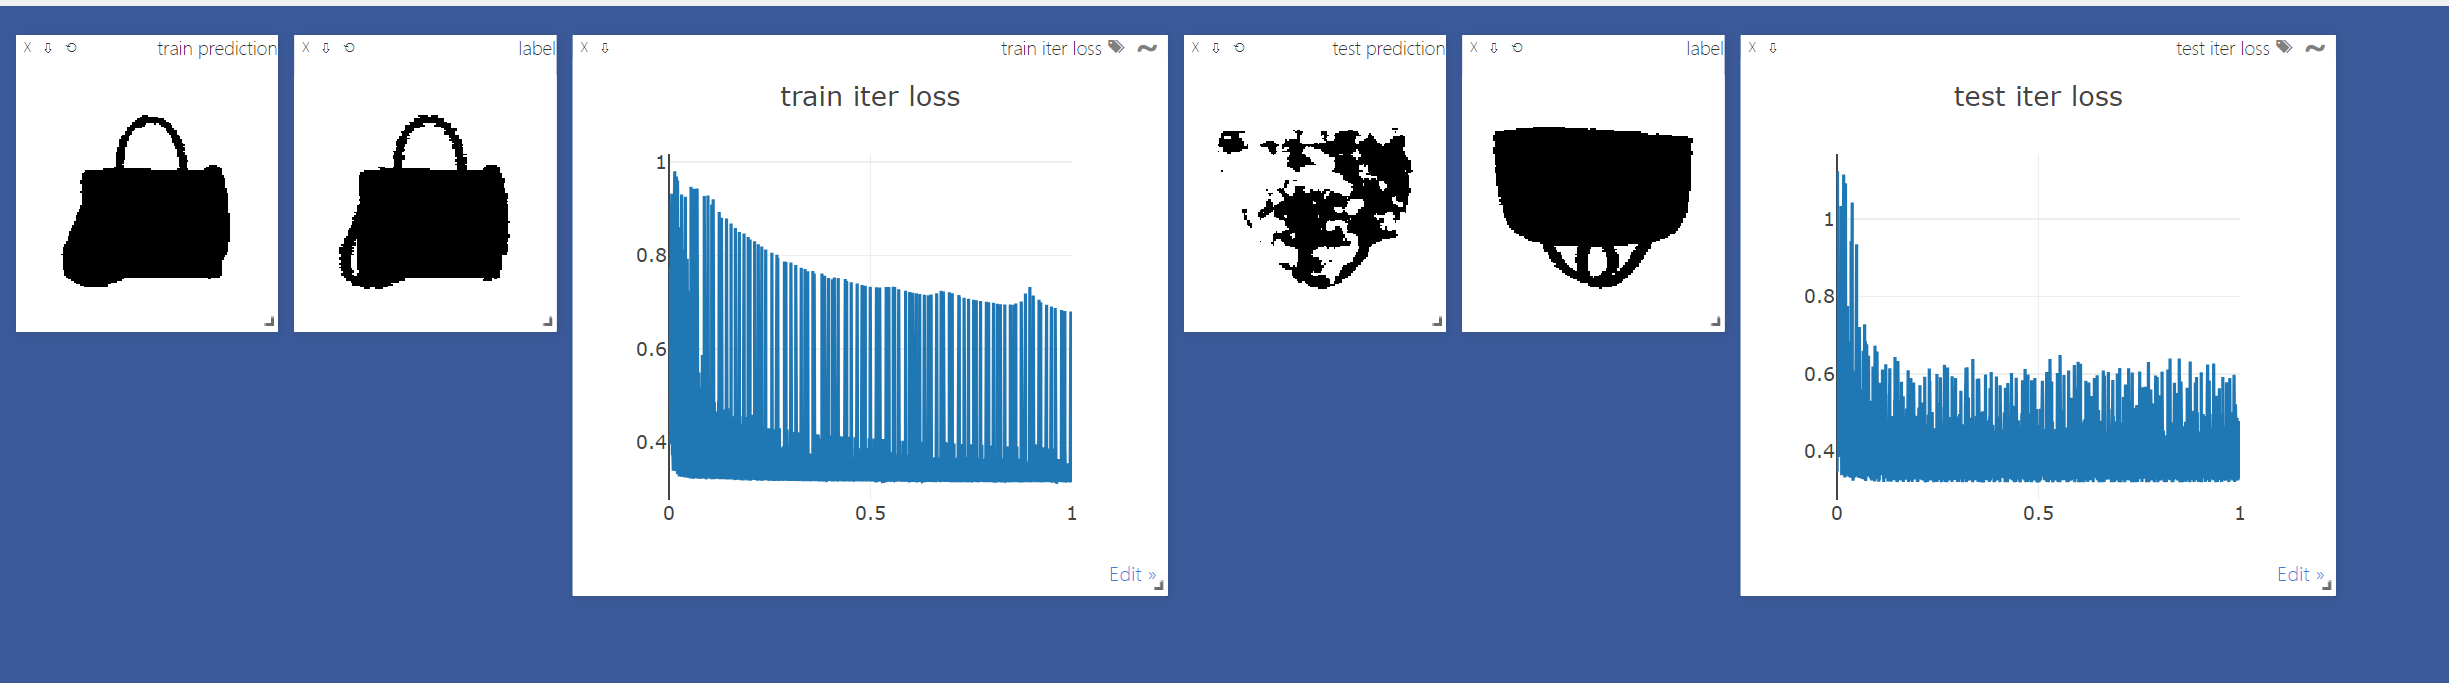 X train prediction
X label
X train iter loss
train iter loss
1
0.8
0.6
0.4
0 0.5 1
Edit »
X test prediction
X label
X test iter loss
test iter loss
1
0.8
0.6
0.4
0 0.5 1
Edit »